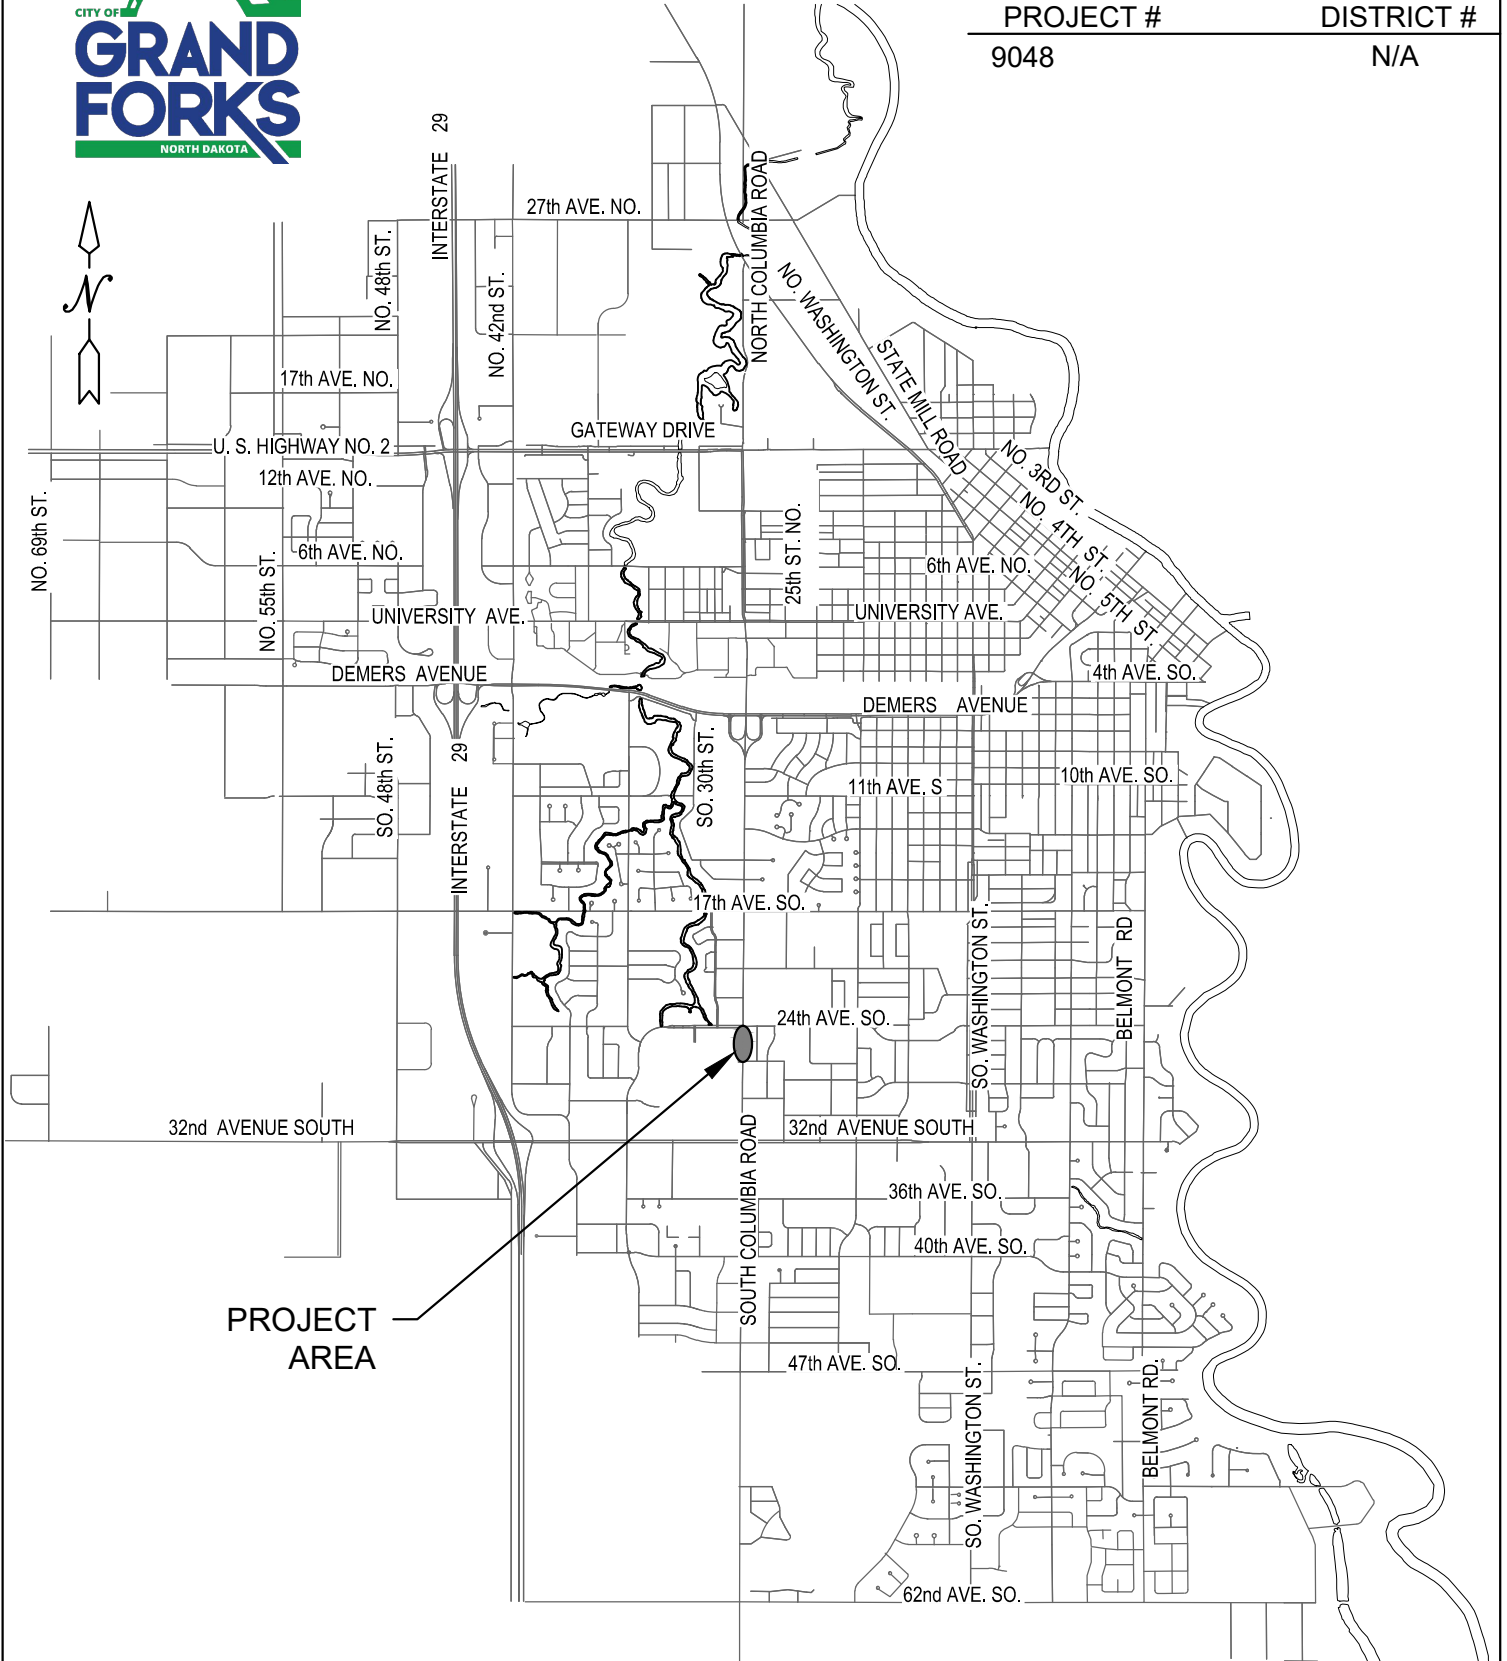 CITY OF
GRAND
FORKS
NORTH DAKOTA
PROJECT # DISTRICT #
9048 N/A
N
INTERSTATE 29
27th AVE. NO.
NORTH COLUMBIA ROAD
NO. 48th ST.
NO. 42nd ST.
NO. WASHINGTON ST.
STATE MILL ROAD
17th AVE. NO.
GATEWAY DRIVE
U. S. HIGHWAY NO. 2
12th AVE. NO.
NO. 3RD ST.
NO. 4TH ST.
NO. 5TH ST.
NO. 69th ST.
NO. 55th ST.
6th AVE. NO.
25th ST. NO.
6th AVE. NO.
UNIVERSITY AVE.
UNIVERSITY AVE.
DEMERS AVENUE
4th AVE. SO.
DEMERS AVENUE
SO. 48th ST.
INTERSTATE 29
SO. 30th ST.
11th AVE. S
10th AVE. SO.
17th AVE. SO.
SO. WASHINGTON ST.
BELMONT RD
24th AVE. SO.
32nd AVENUE SOUTH
32nd AVENUE SOUTH
SOUTH COLUMBIA ROAD
36th AVE. SO.
40th AVE. SO.
PROJECT
AREA
47th AVE. SO.
SO. WASHINGTON ST.
BELMONT RD.
62nd AVE. SO.